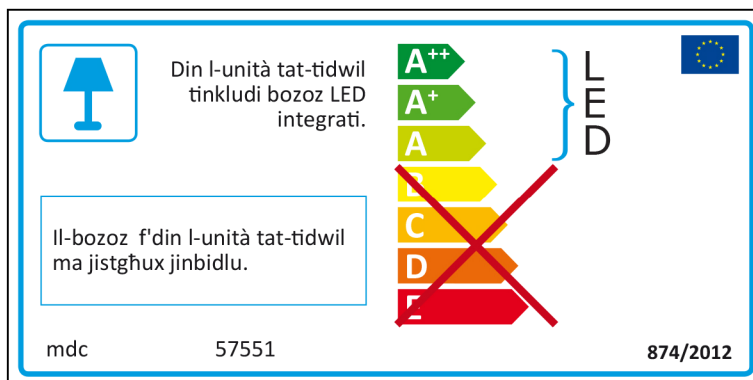 Din l-unità tat-tidwil
tinkludi bozoz LED
integrati.
A++
A+
A
B
C
D
E
L
E
D
Il-bozoz f'din l-unità tat-tidwil
ma jistgħux jinbidlu.
mdc 57551
874/2012